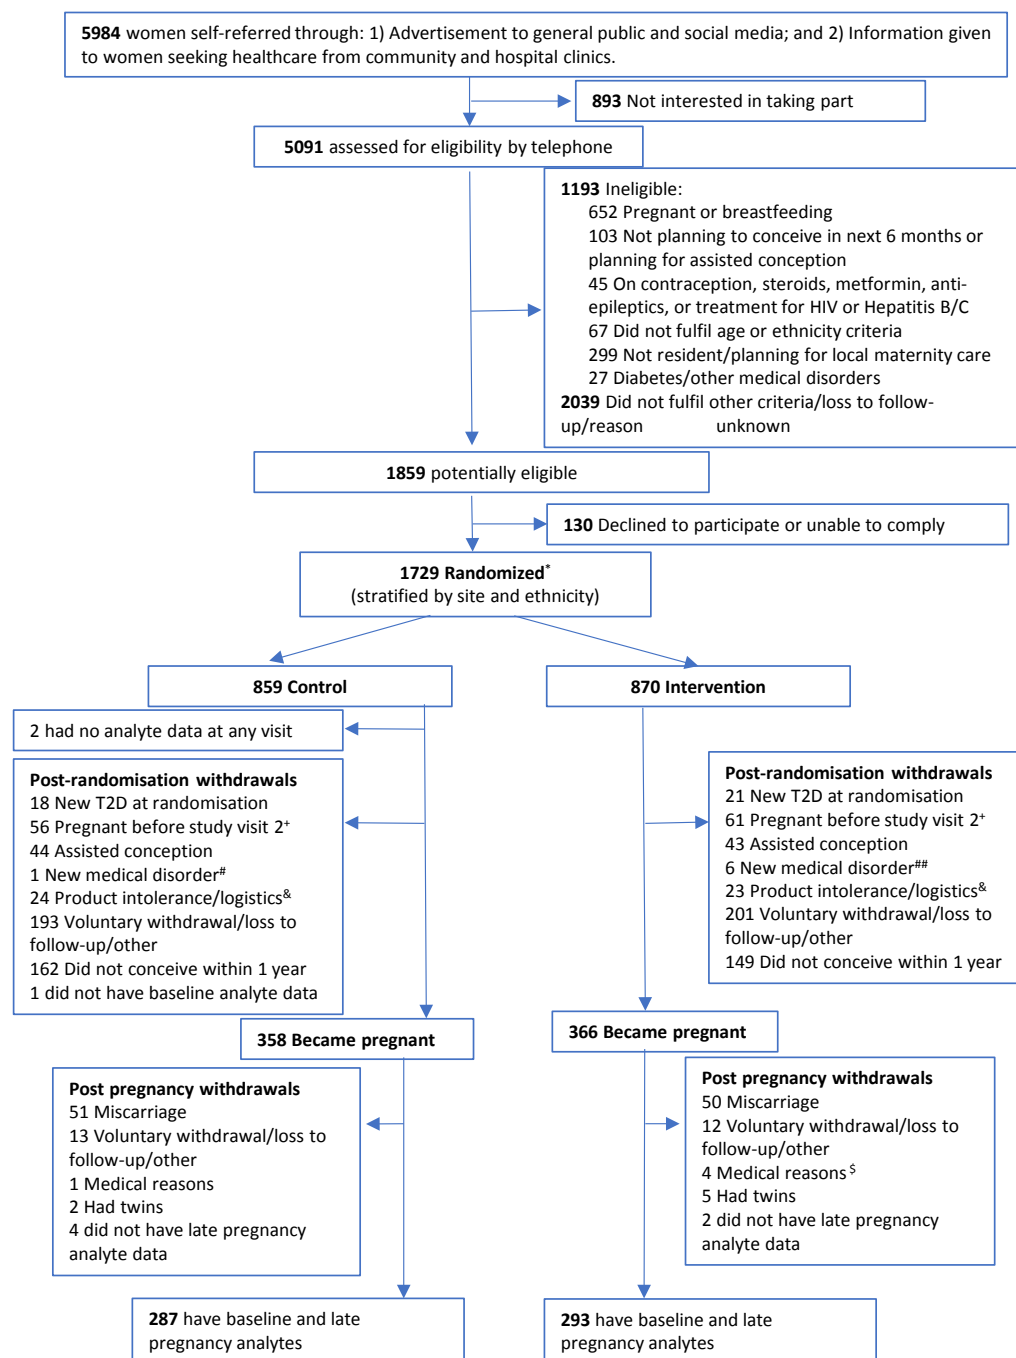 5984 women self-referred through: 1) Advertisement to general public and social media; and 2) Information given
to women seeking healthcare from community and hospital clinics.
893 Not interested in taking part
5091 assessed for eligibility by telephone
1193 Ineligible:
652 Pregnant or breastfeeding
103 Not planning to conceive in next 6 months or
planning for assisted conception
45 On contraception, steroids, metformin, anti-
epileptics, or treatment for HIV or Hepatitis B/C
67 Did not fulfil age or ethnicity criteria
299 Not resident/planning for local maternity care
27 Diabetes/other medical disorders
2039 Did not fulfil other criteria/loss to follow-
up/reason unknown
1859 potentially eligible
130 Declined to participate or unable to comply
1729 Randomized*
(stratified by site and ethnicity)
859 Control
2 had no analyte data at any visit
Post-randomisation withdrawals
18 New T2D at randomisation
56 Pregnant before study visit 2+
44 Assisted conception
1 New medical disorder#
24 Product intolerance/logistics&
193 Voluntary withdrawal/loss to
follow-up/other
162 Did not conceive within 1 year
1 did not have baseline analyte data
358 Became pregnant
Post pregnancy withdrawals
51 Miscarriage
13 Voluntary withdrawal/loss to
follow-up/other
1 Medical reasons
2 Had twins
4 did not have late pregnancy
analyte data
287 have baseline and late
pregnancy analytes
870 Intervention
Post-randomisation withdrawals
21 New T2D at randomisation
61 Pregnant before study visit 2+
43 Assisted conception
6 New medical disorder##
23 Product intolerance/logistics&
201 Voluntary withdrawal/loss to
follow-up/other
149 Did not conceive within 1 year
366 Became pregnant
Post pregnancy withdrawals
50 Miscarriage
12 Voluntary withdrawal/loss to
follow-up/other
4 Medical reasons$
5 Had twins
2 did not have late pregnancy
analyte data
293 have baseline and late
pregnancy analytes